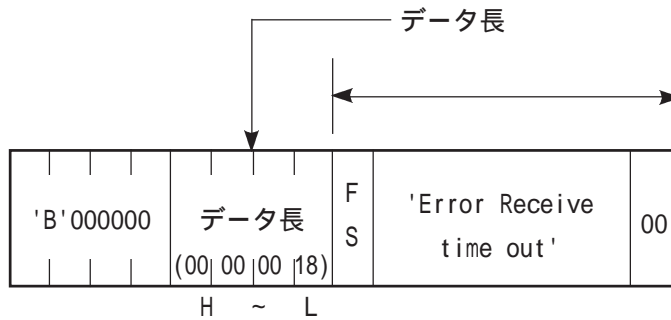 データ長
'B'000000
データ長
(00 00 00 18)
F
S
'Error Receive
time out'
00
H ~ L